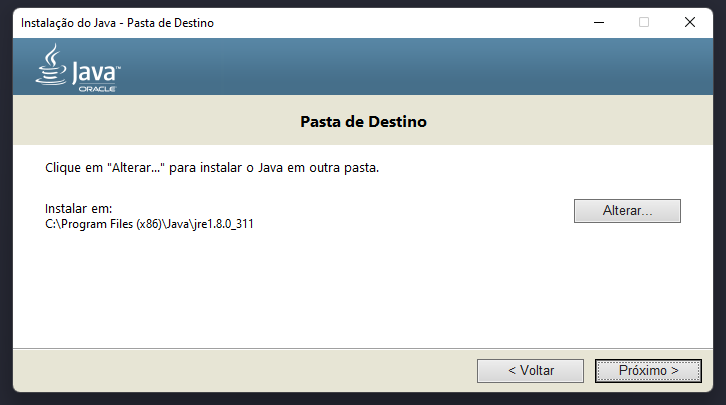 Instalação do Java - Pasta de Destino
Java™
ORACLE
Pasta de Destino
Clique em "Alterar..." para instalar o Java em outra pasta.
Instalar em:
Alterar...
C:\Program Files (x86)\Java\jre1.8.0_311
< Voltar
Próximo >